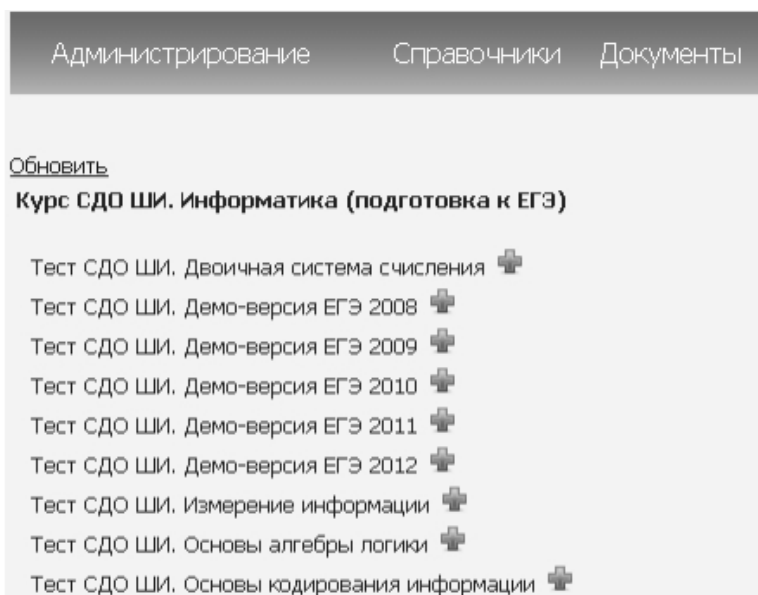 Администрирование Справочники Документы
Обновить
Курс СДО ШИ. Информатика (подготовка к ЕГЭ)
Тест СДО ШИ. Двоичная система счисления
Тест СДО ШИ. Демо-версия ЕГЭ 2008
Тест СДО ШИ. Демо-версия ЕГЭ 2009
Тест СДО ШИ. Демо-версия ЕГЭ 2010
Тест СДО ШИ. Демо-версия ЕГЭ 2011
Тест СДО ШИ. Демо-версия ЕГЭ 2012
Тест СДО ШИ. Измерение информации
Тест СДО ШИ. Основы алгебры логики
Тест СДО ШИ. Основы кодирования информации